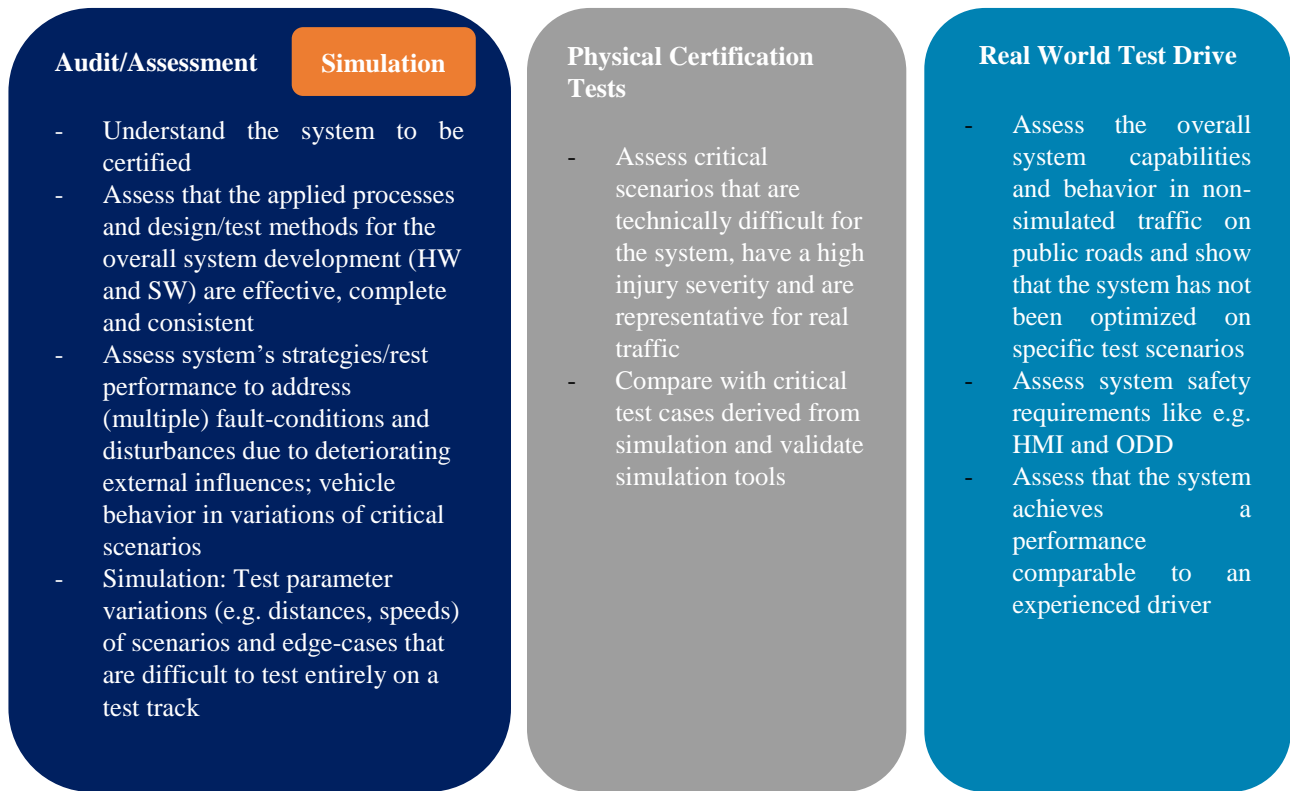 Audit/Assessment
Simulation
- Understand the system to be
certified
- Assess that the applied processes
and design/test methods for the
overall system development (HW
and SW) are effective, complete
and consistent
- Assess system’s strategies/rest
performance to address
(multiple) fault-conditions and
disturbances due to deteriorating
external influences; vehicle
behavior in variations of critical
scenarios
- Simulation: Test parameter
variations (e.g. distances, speeds)
of scenarios and edge-cases that
are difficult to test entirely on a
test track
Physical Certification
Tests
- Assess critical
scenarios that are
technically difficult for
the system, have a high
injury severity and are
representative for real
traffic
- Compare with critical
test cases derived from
simulation and validate
simulation tools
Real World Test Drive
- Assess the overall
system capabilities
and behavior in non-
simulated traffic on
public roads and show
that the system has not
been optimized on
specific test scenarios
- Assess system safety
requirements like e.g.
HMI and ODD
- Assess that the system
achieves a
performance
comparable to an
experienced driver